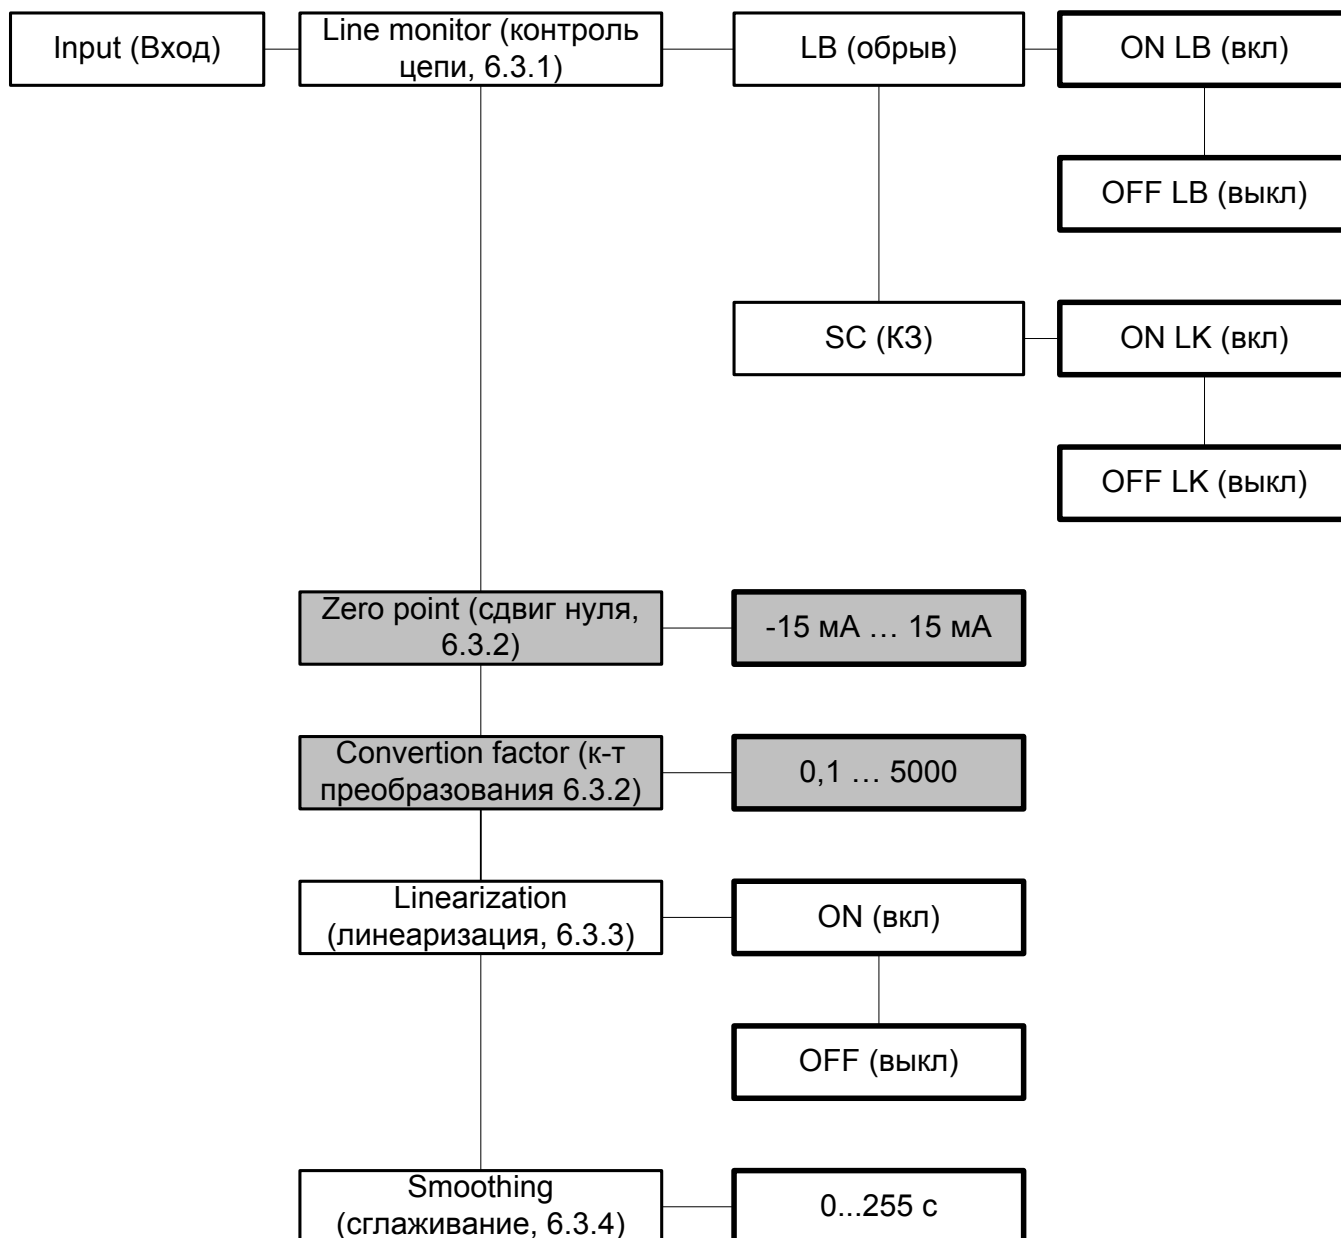 Input (Вход)
Line monitor (контроль
цепи, 6.3.1)
LB (обрыв)
ON LB (вкл)
OFF LB (выкл)
SC (КЗ)
ON LK (вкл)
OFF LK (выкл)
Zero point (сдвиг нуля,
6.3.2)
-15 мА … 15 мА
Convertion factor (к-т
преобразования 6.3.2)
0,1 … 5000
Linearization
(линеаризация, 6.3.3)
ON (вкл)
OFF (выкл)
Smoothing
(сглаживание, 6.3.4)
0...255 с